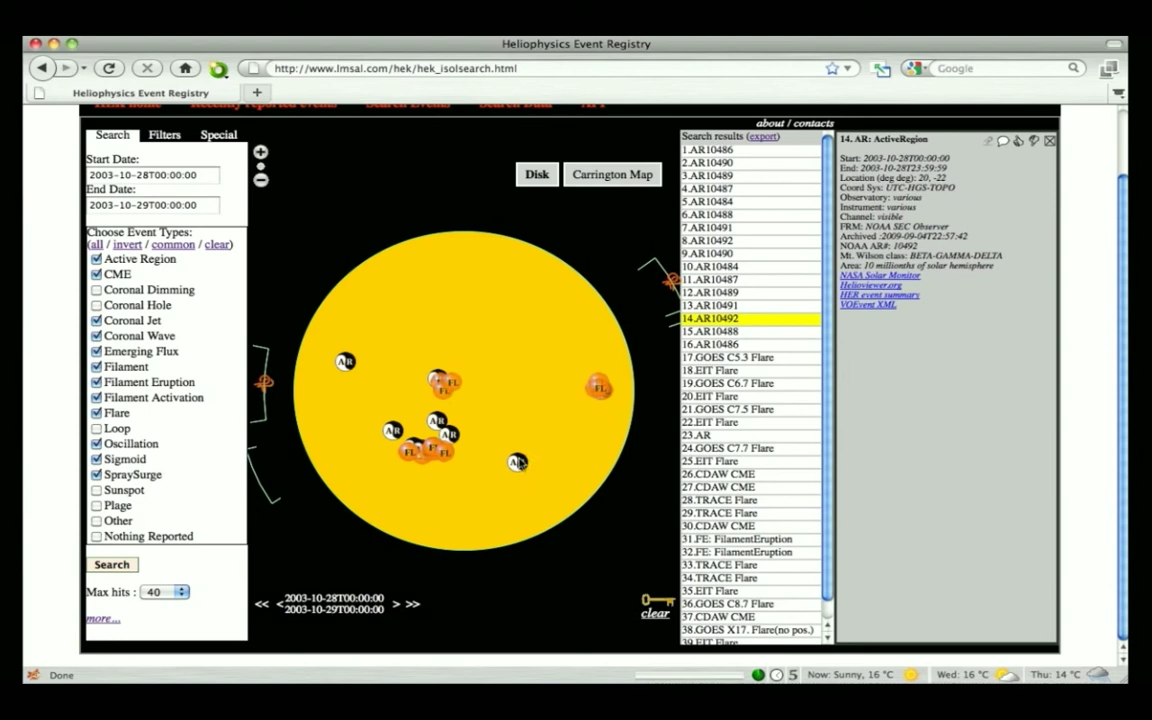 Heliophysics Event Registry
http://www.lmsal.com/hek/hek_isolsearch.html
Google
Heliophysics Event Registry
about / contacts
Search
Filters
Special
Start Date:
2003-10-28T00:00:00
End Date:
2003-10-29T00:00:00
Choose Event Types:
(all / invert / common / clear)
Active Region
CME
Coronal Dimming
Coronal Hole
Coronal Jet
Coronal Wave
Emerging Flux
Filament
Filament Eruption
Filament Activation
Flare
Loop
Oscillation
Sigmoid
SpraySurge
Sunspot
Plage
Other
Nothing Reported
Search
Max hits : 40
more...
Disk
Carrington Map
AR
FL
FL
FL
AR
AR
AR
FL
FL
FL
<< <2003-10-28T00:00:00
2003-10-29T00:00:00 > >>
clear
Search results (export)
1.AR10486
2.AR10490
3.AR10489
4.AR10487
5.AR10484
6.AR10488
7.AR10491
8.AR10492
9.AR10490
10.AR10484
11.AR10487
12.AR10489
13.AR10491
14.AR10492
15.AR10488
16.AR10486
17.GOES C5.3 Flare
18.EIT Flare
19.GOES C6.7 Flare
20.EIT Flare
21.GOES C7.5 Flare
22.EIT Flare
23.AR
24.GOES C7.7 Flare
25.EIT Flare
26.CDAW CME
27.CDAW CME
28.TRACE Flare
29.TRACE Flare
30.CDAW CME
31.FE: FilamentEruption
32.FE: FilamentEruption
33.TRACE Flare
34.TRACE Flare
35.EIT Flare
36.GOES C8.7 Flare
37.CDAW CME
38.GOES X17. Flare(no pos.)
39.EIT Flare
14. AR: ActiveRegion
Start: 2003-10-28T00:00:00
End: 2003-10-28T23:59:59
Location (deg deg): 20, -22
Coord Sys: UTC-HGS-TOPO
Observatory: various
Instrument: various
Channel: visible
FRM: NOAA SEC Observer
Archived :2009-09-04T22:57:42
NOAA AR#: 10492
Mt. Wilson class: BETA-GAMMA-DELTA
Area: 10 millionths of solar hemisphere
NASA Solar Monitor
Helioviewer.org
HER event summary
VOEvent XML
Done
5
Now: Sunny, 16 °C
Wed: 16 °C
Thu: 14 °C